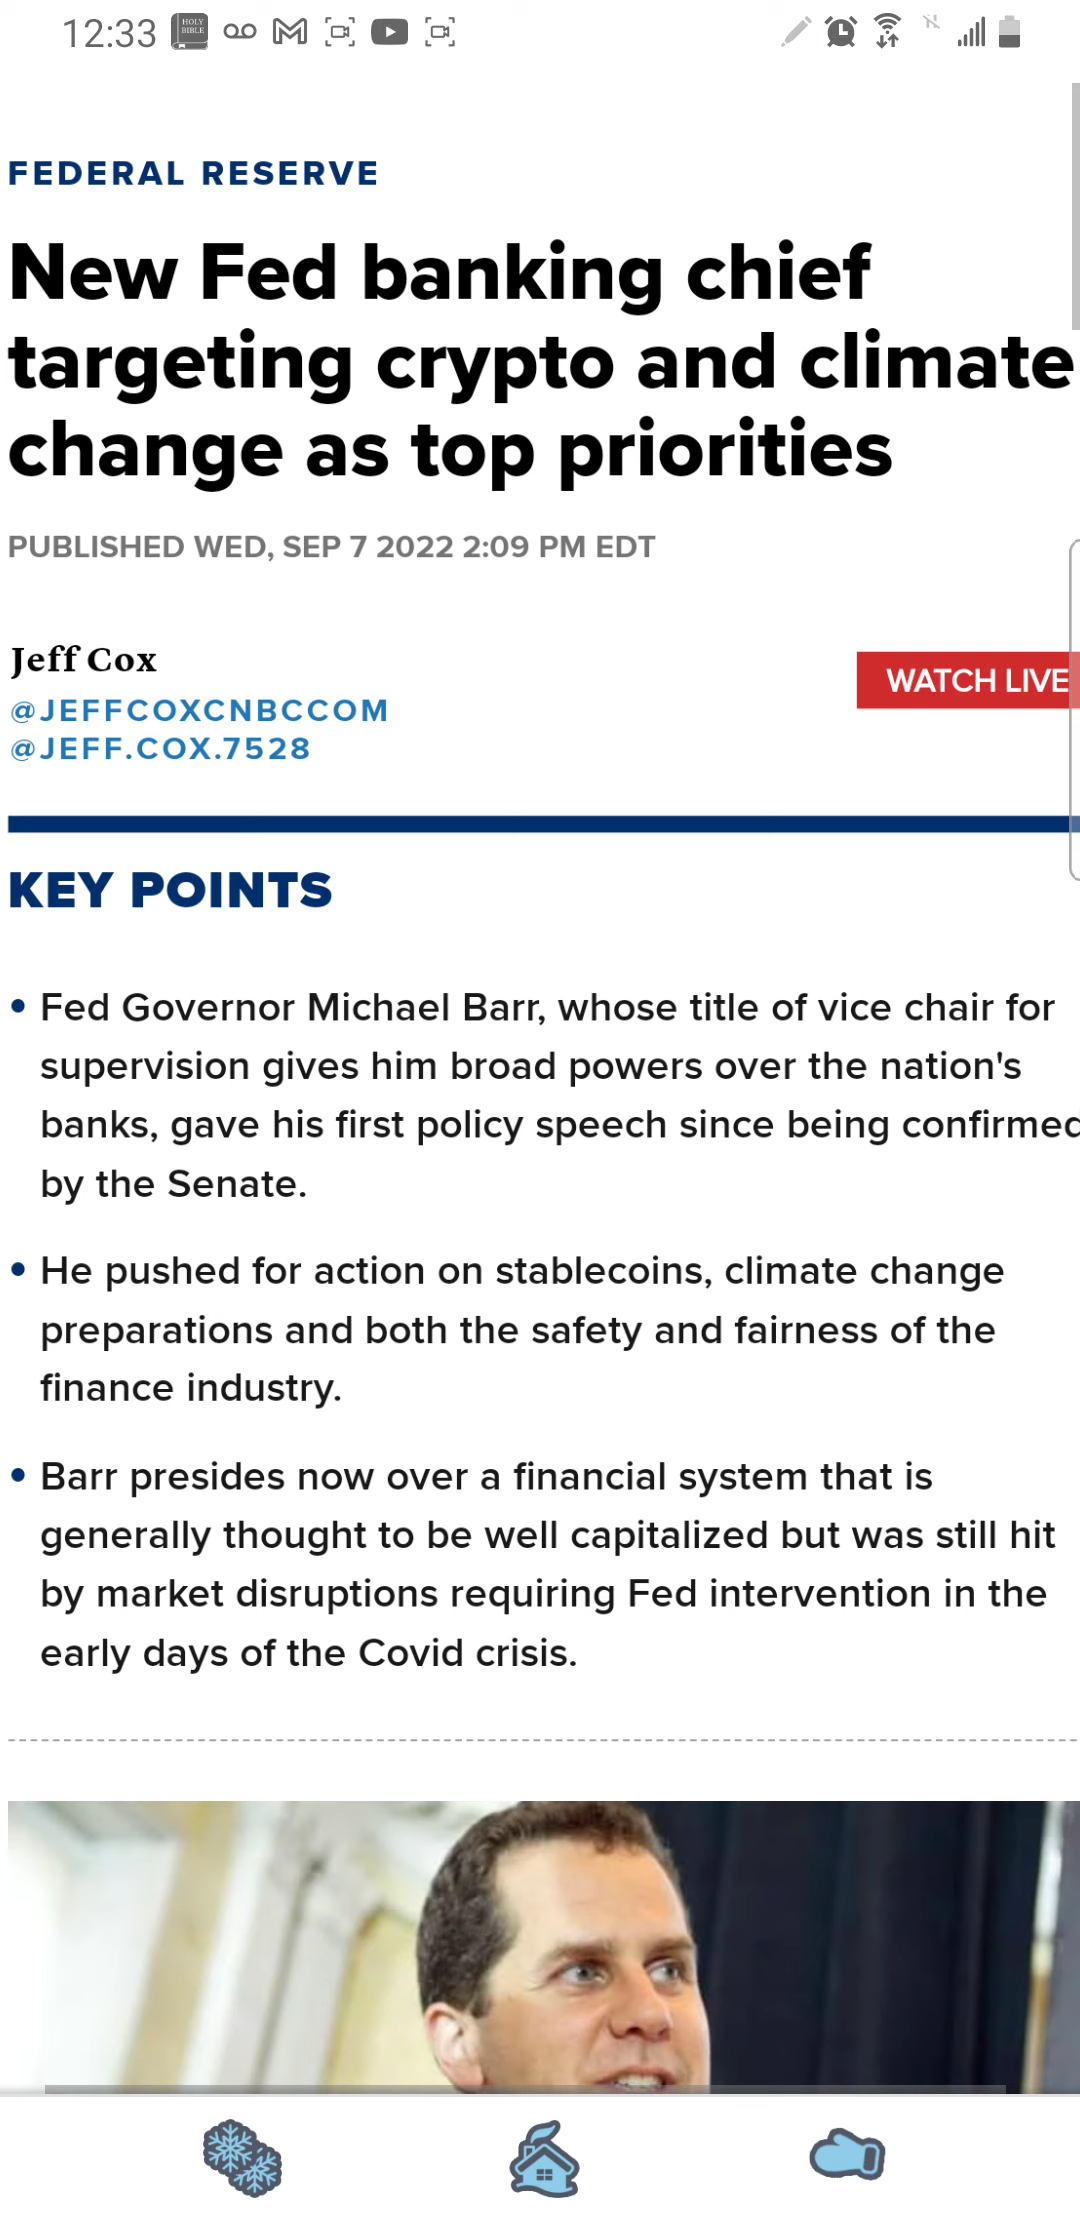 12:33
HOLY
BIBLE
FEDERAL RESERVE
New Fed banking chief
targeting crypto and climate
change as top priorities
PUBLISHED WED, SEP 7 2022 2:09 PM EDT
Jeff Cox
@JEFFCOXCNBCCOM
@JEFF.COX.7528
WATCH LIVE
KEY POINTS
• Fed Governor Michael Barr, whose title of vice chair for
supervision gives him broad powers over the nation's
banks, gave his first policy speech since being confirmed
by the Senate.
• He pushed for action on stablecoins, climate change
preparations and both the safety and fairness of the
finance industry.
• Barr presides now over a financial system that is
generally thought to be well capitalized but was still hit
by market disruptions requiring Fed intervention in the
early days of the Covid crisis.